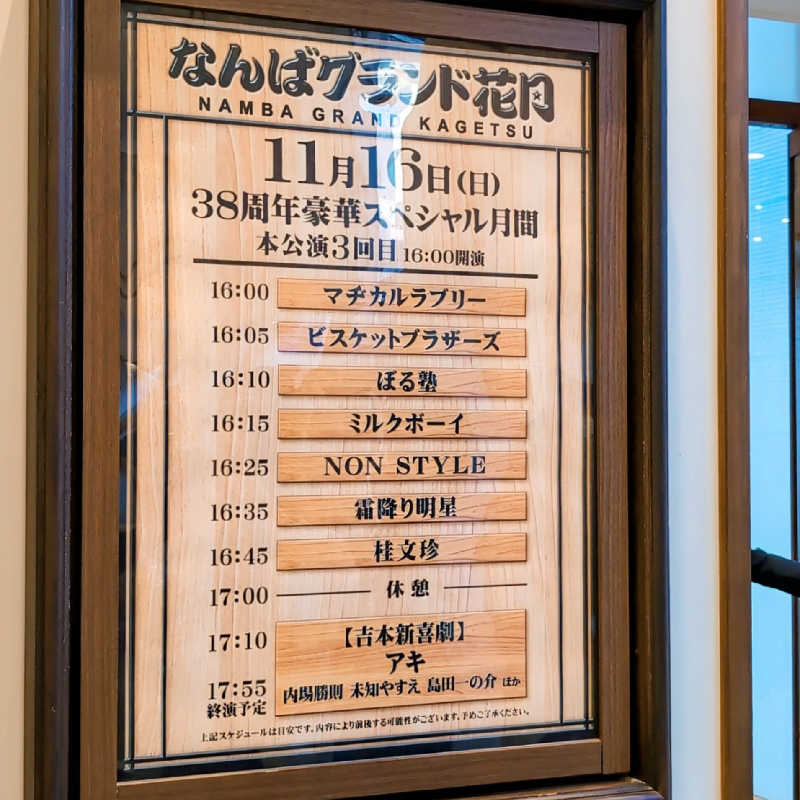 なんばグランド花月
NAMBA GRAND KAGETSU
11月16日(日)
38周年豪華スペシャル月間
本公演3回目 16:00開演
16:00 マヂカルラブリー
16:05 ビスケットブラザーズ
16:10 ぼる塾
16:15 ミルクボーイ
16:25 NON STYLE
16:35 霜降り明星
16:45 桂文珍
17:00 休憩
17:10 【吉本新喜劇】
アキ
17:55 内場勝則 未知やすえ 島田一の介 ほか
終演予定
上記スケジュールは目安です。内容により前後する可能性がございます。予めご了承ください。